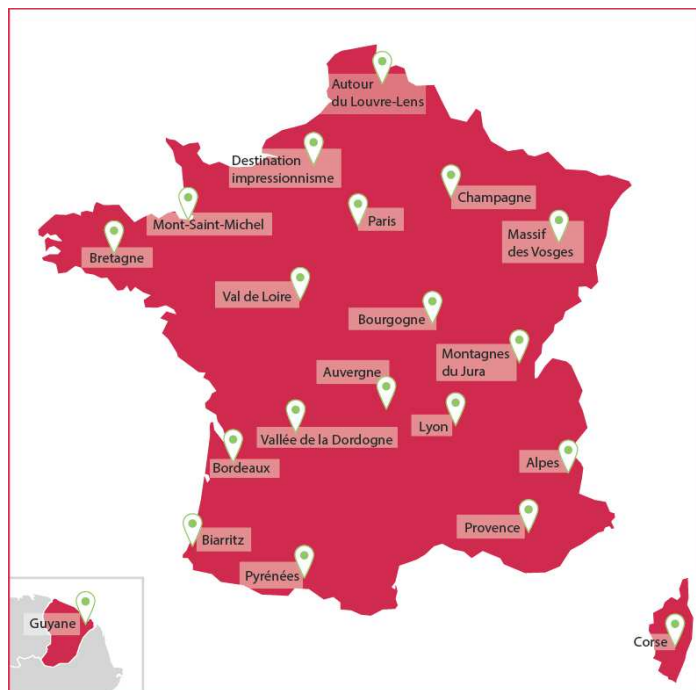 Autour
du Louvre-Lens
Destination
impressionnisme
Champagne
Mont-Saint-Michel
Paris
Massif
des Vosges
Bretagne
Val de Loire
Bourgogne
Montagnes
du Jura
Auvergne
Lyon
Vallée de la Dordogne
Bordeaux
Alpes
Provence
Biarritz
Pyrénées
Guyane
Corse